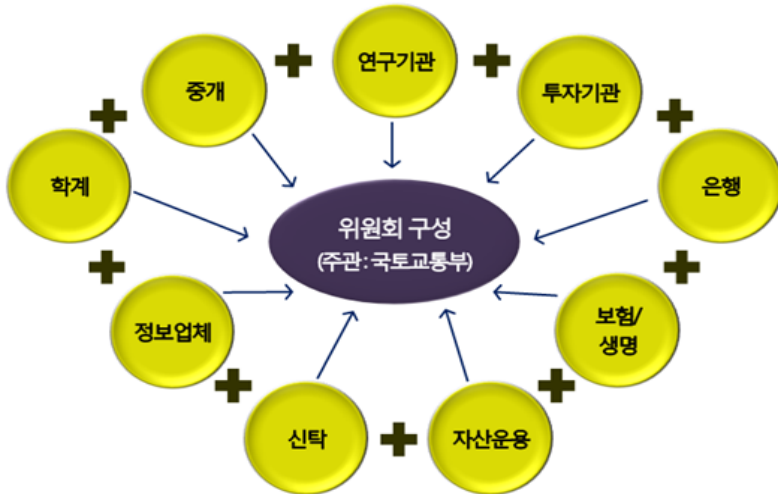 연구기관
중개
투자기관
학계
은행
위원회 구성
(주관 : 국토교통부)
정보업체
보험/
생명
신탁
자산운용